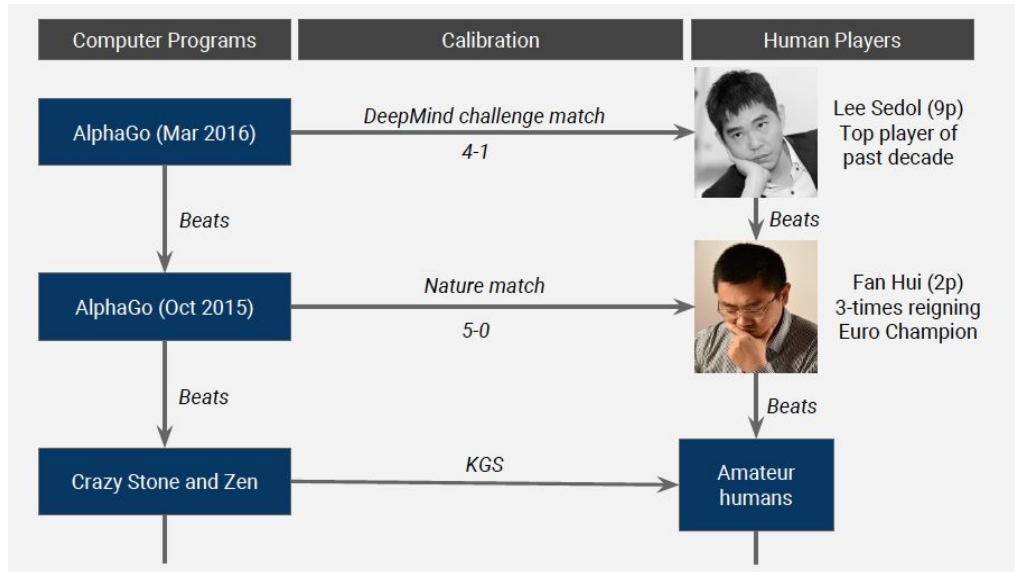 Computer Programs
Calibration
Human Players
AlphaGo (Mar 2016)
DeepMind challenge match
4-1
Lee Sedol (9p)
Top player of
past decade
Beats
Beats
AlphaGo (Oct 2015)
Nature match
5-0
Fan Hui (2p)
3-times reigning
Euro Champion
Beats
Beats
Crazy Stone and Zen
KGS
Amateur
humans